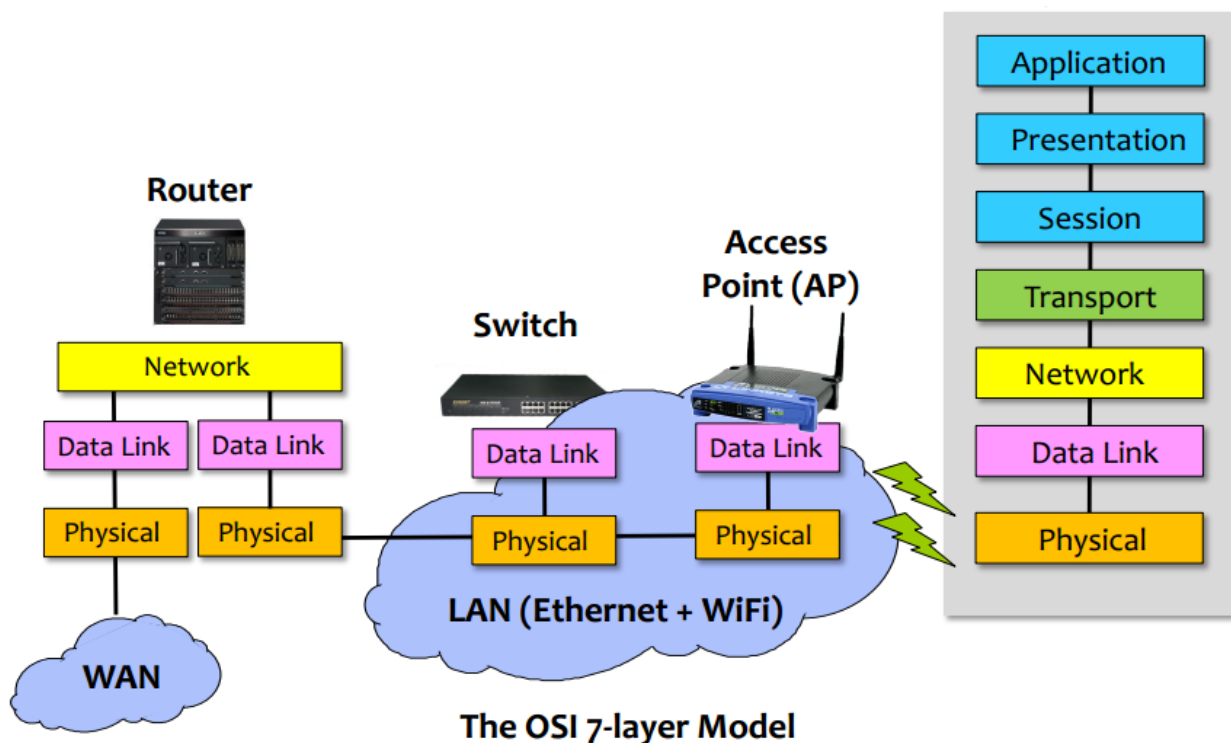 Application
Presentation
Session
Transport
Network
Data Link
Physical
Router
Network
Data Link
Data Link
Physical
Physical
WAN
Switch
Data Link
Physical
Access
Point (AP)
Data Link
Physical
LAN (Ethernet + WiFi)
The OSI 7-layer Model